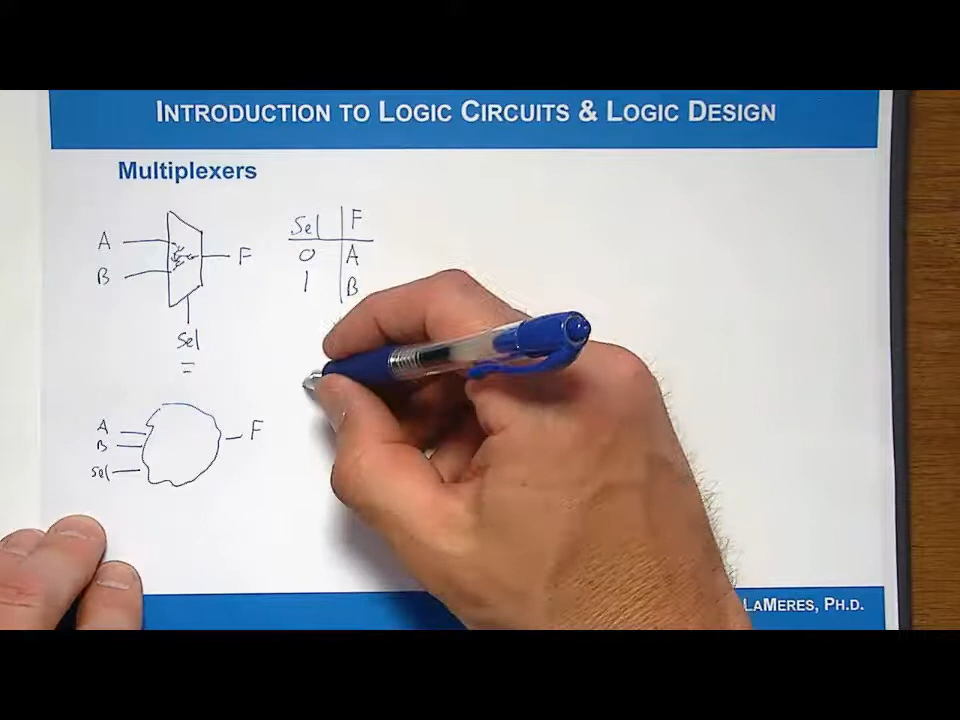 INTRODUCTION TO LOGIC CIRCUITS & LOGIC DESIGN
Multiplexers
A
B
F
Sel
=
Sel F
0 A
1 B
A
B
Sel
F
LAMERES, PH.D.